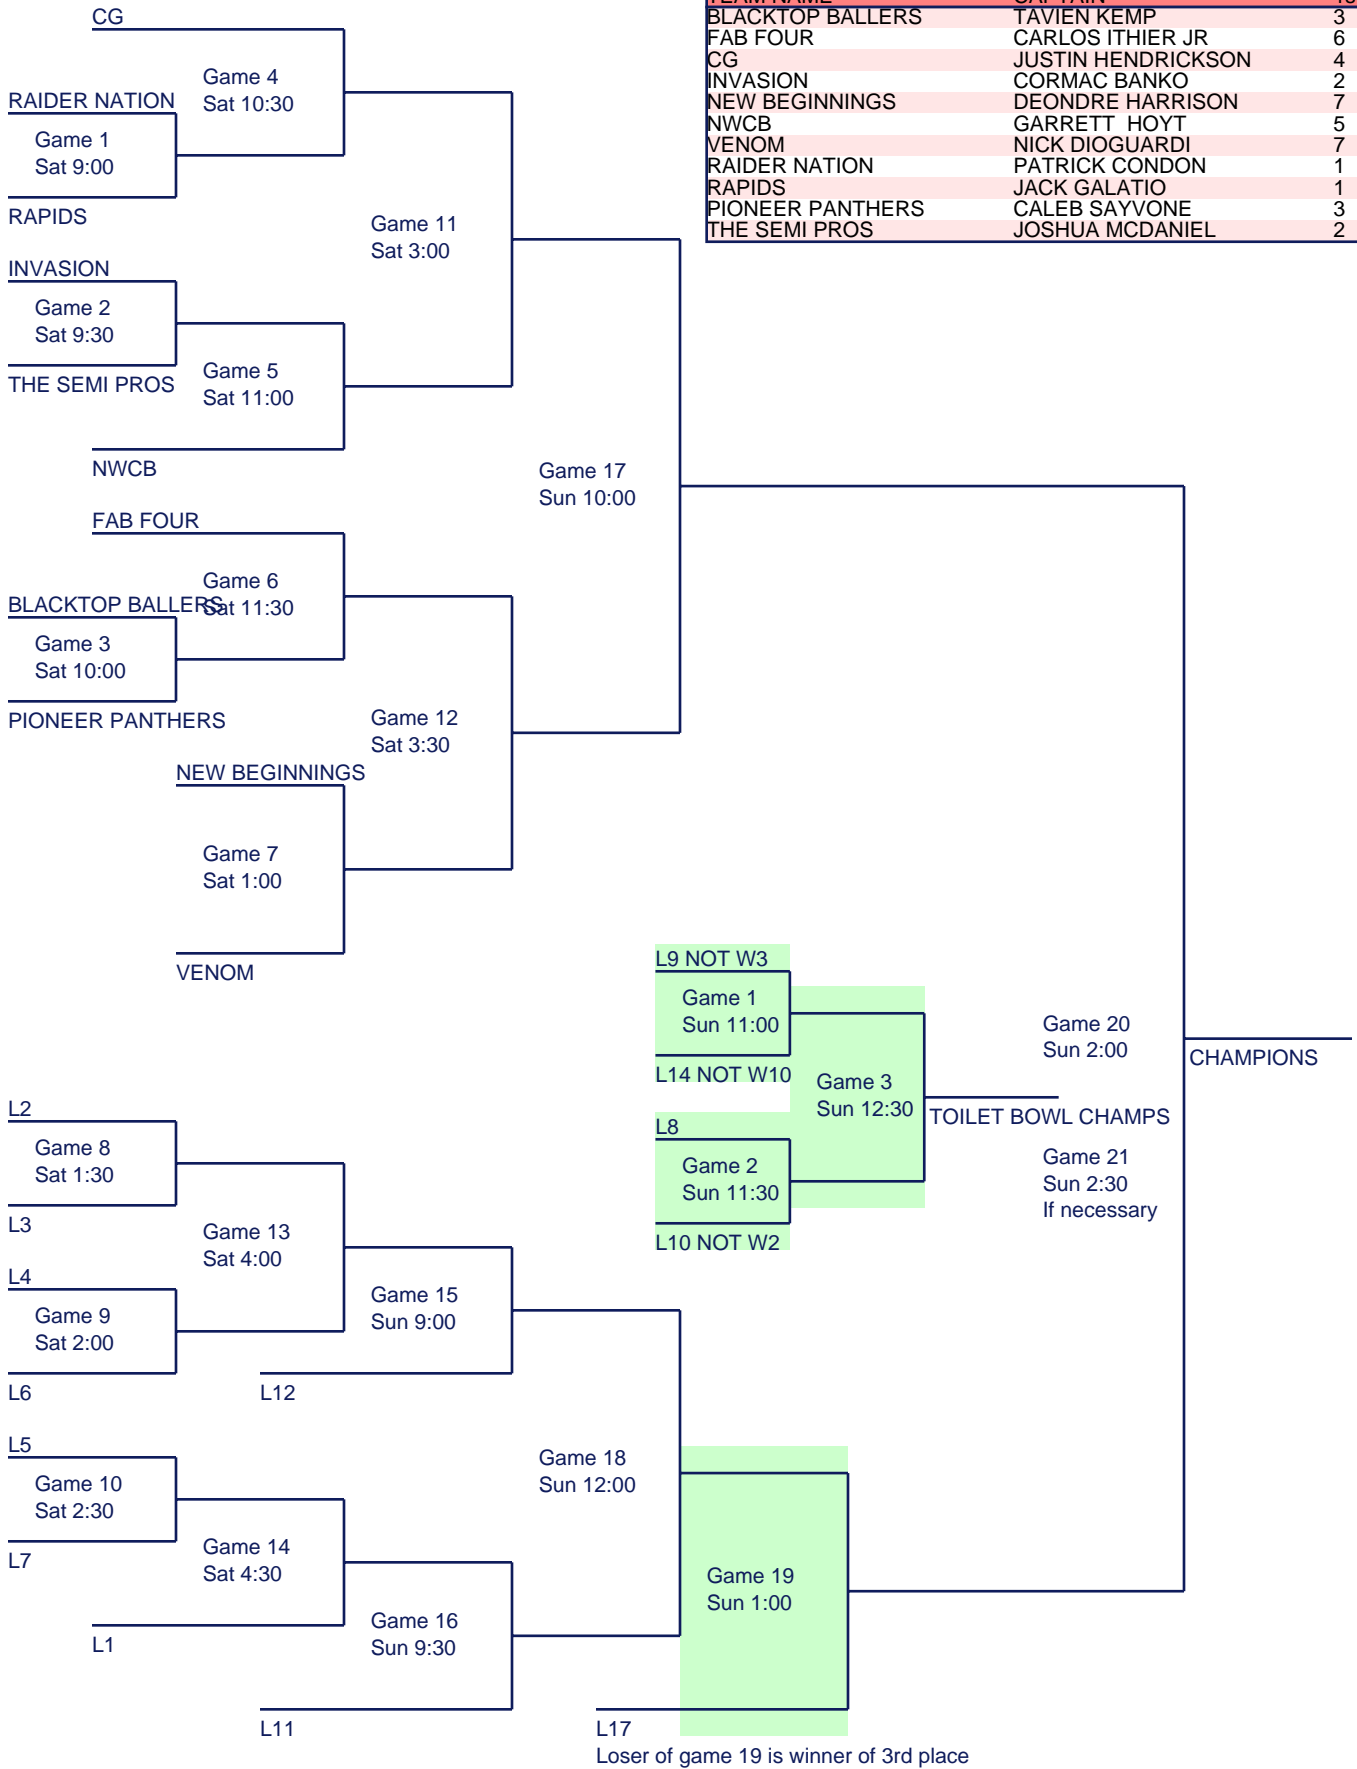 TEAM NAME CAPTAIN
BLACKTOP BALLERS TAVIEN KEMP 3
FAB FOUR CARLOS ITHIER JR 6
CG JUSTIN HENDRICKSON 4
INVASION CORMAC BANKO 2
NEW BEGINNINGS DEONDRE HARRISON 7
NWCB GARRETT  HOYT 5
VENOM NICK DIOGUARDI 7
RAIDER NATION PATRICK CONDON 1
RAPIDS JACK GALATIO 1
PIONEER PANTHERS CALEB SAYVONE 3
THE SEMI PROS JOSHUA MCDANIEL 2
CG
Game 4
Sat 10:30
RAIDER NATION
Game 1
Sat 9:00
RAPIDS
Game 11
Sat 3:00
INVASION
Game 2
Sat 9:30
THE SEMI PROS
Game 5
Sat 11:00
NWCB
Game 17
Sun 10:00
FAB FOUR
Game 6
Sat 11:30
BLACKTOP BALLERS
Game 3
Sat 10:00
PIONEER PANTHERS
Game 12
Sat 3:30
NEW BEGINNINGS
Game 7
Sat 1:00
VENOM
L9 NOT W3
Game 1
Sun 11:00
L14 NOT W10
Game 3
Sun 12:30
L8
Game 2
Sun 11:30
L10 NOT W2
TOILET BOWL CHAMPS
Game 20
Sun 2:00
CHAMPIONS
Game 21
Sun 2:30
If necessary
L2
Game 8
Sat 1:30
L3
Game 13
Sat 4:00
L4
Game 9
Sat 2:00
L6
Game 15
Sun 9:00
L12
L5
Game 10
Sat 2:30
L7
Game 14
Sat 4:30
L1
Game 16
Sun 9:30
L11
Game 18
Sun 12:00
Game 19
Sun 1:00
L17
Loser of game 19 is winner of 3rd place